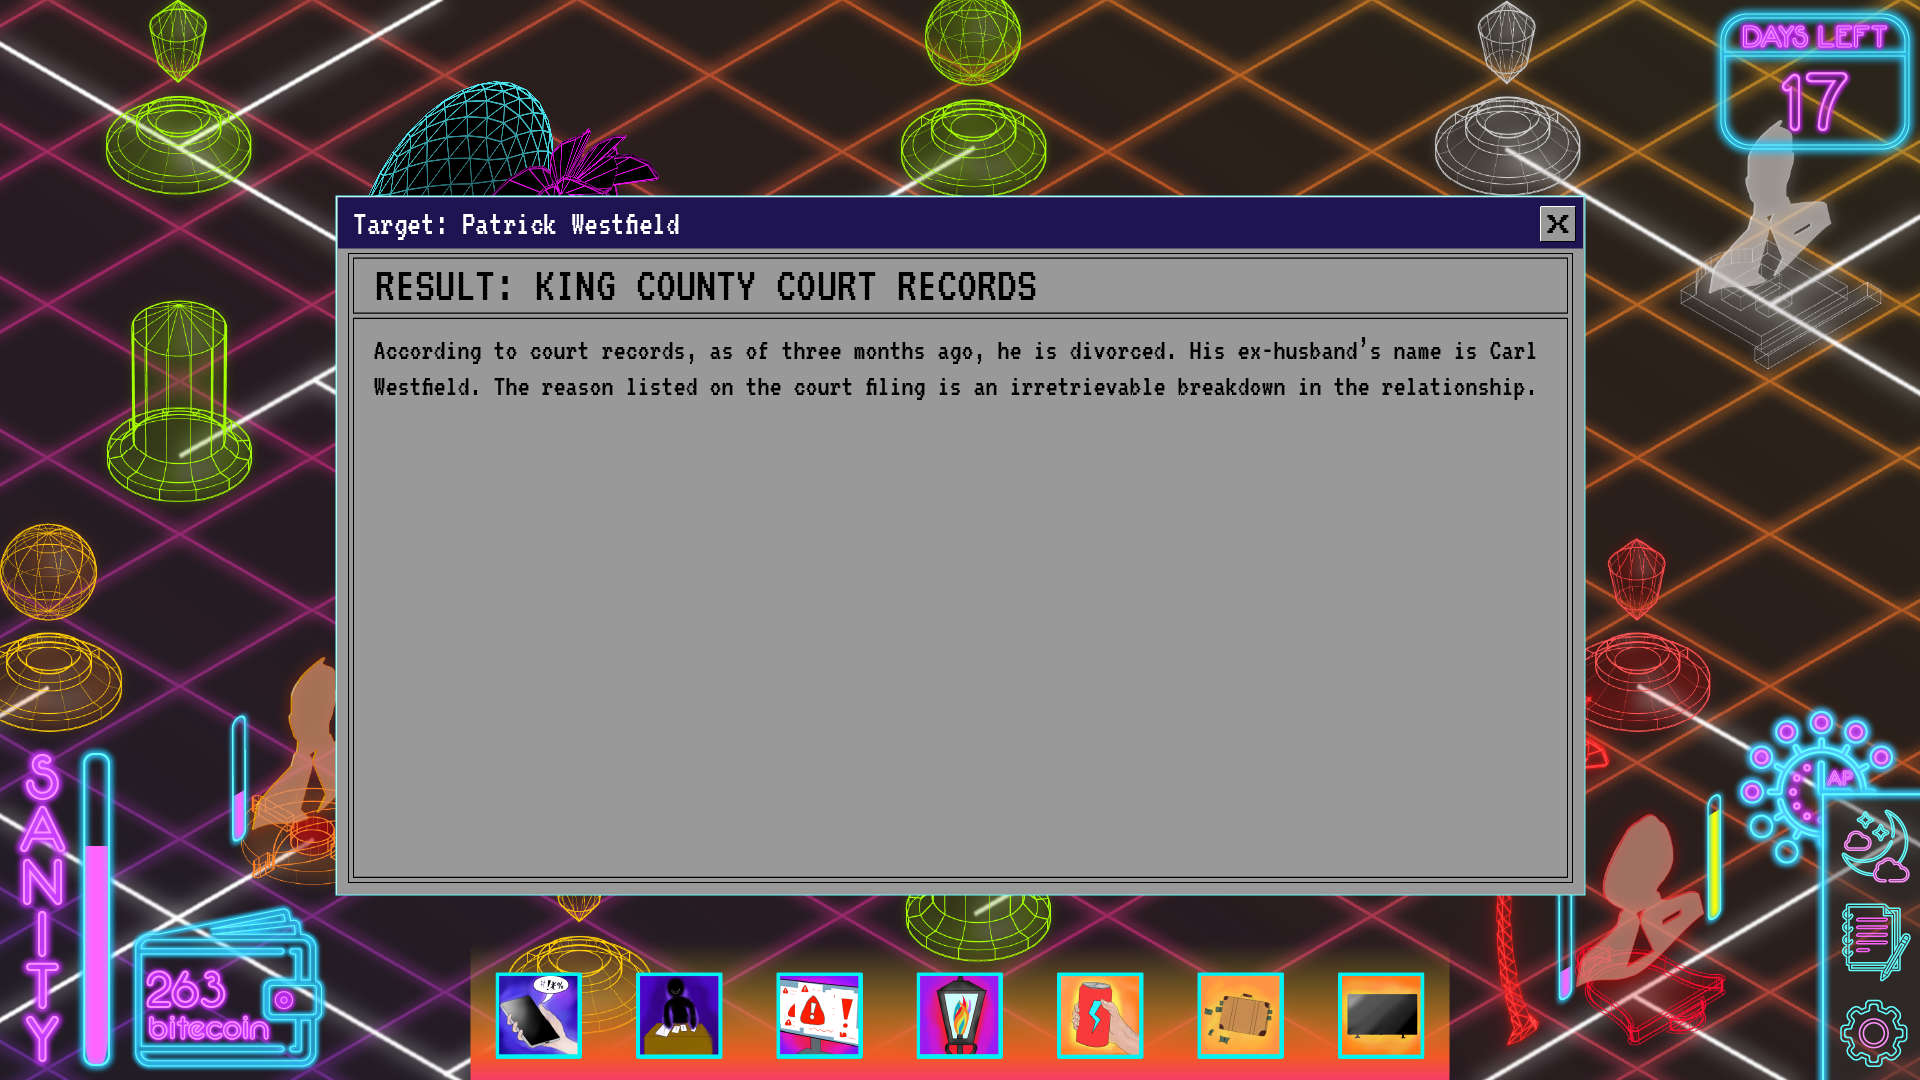 DAYS LEFT
17
Target: Patrick Westfield
X
RESULT: KING COUNTY COURT RECORDS
According to court records, as of three months ago, he is divorced. His ex-husband's name is Carl
Westfield. The reason listed on the court filing is an irretrievable breakdown in the relationship.
AP
SANITY
263
bitecoin
#!*%